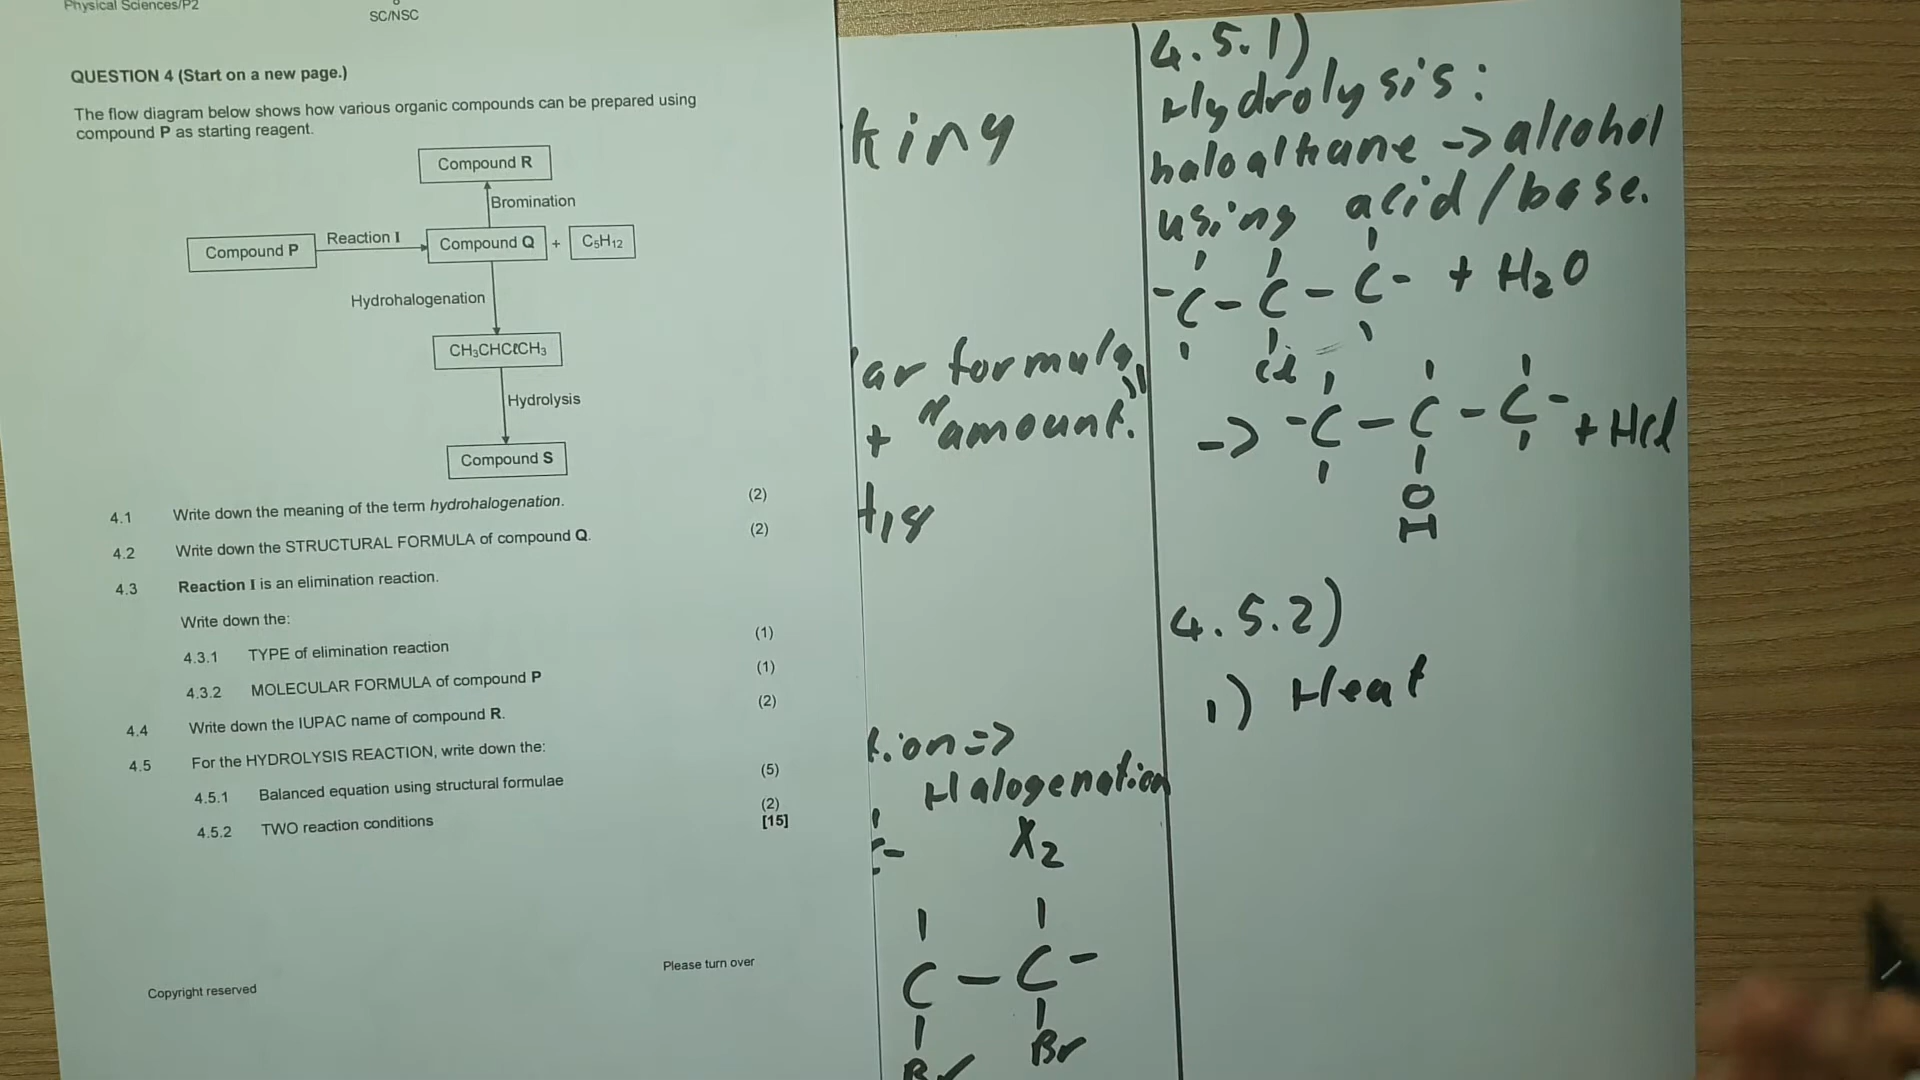 Physical Sciences/P2
SC/NSC
QUESTION 4 (Start on a new page.)
The flow diagram below shows how various organic compounds can be prepared using
compound P as starting reagent.
Compound R
Bromination
Compound P
Reaction I
Compound Q
+
C₅H₁₂
Hydrohalogenation
CH₃CHCℓCH₃
Hydrolysis
Compound S
4.1 Write down the meaning of the term hydrohalogenation. (2)
4.2 Write down the STRUCTURAL FORMULA of compound Q. (2)
4.3 Reaction I is an elimination reaction.
Write down the:
4.3.1 TYPE of elimination reaction (1)
4.3.2 MOLECULAR FORMULA of compound P (1)
4.4 Write down the IUPAC name of compound R. (2)
4.5 For the HYDROLYSIS REACTION, write down the:
4.5.1 Balanced equation using structural formulae (5)
4.5.2 TWO reaction conditions (2)
[15]
Please turn over
Copyright reserved
king
ar formula
+ "amount."
H18
tion =>
Halogenation
X2
C - C -
Br Br
4.5.1)
Hydrolysis:
haloalkane -> alcohol
using acid/base.
- C - C - C - + H2O
Cl
-> - C - C - C - + HCl
O
H
4.5.2)
1) Heat